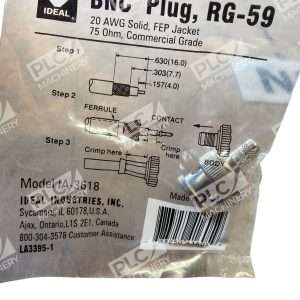 IDEAL
BNC Plug, RG-59
20 AWG Solid, FEP Jacket
75 Ohm, Commercial Grade
Step 1
.630(16.0)
.303(7.7)
.157(4.0)
Step 2
FERRULE
CONTACT
Crimp here
BODY
Step 3
Crimp here
Model IA-3618
Made
IDEAL INDUSTRIES, INC.
Sycamore, IL 60178, U.S.A.
Ajax, Ontario, L1S 2E1, Canada
800-304-3578 Customer Assistance
LA3395-1